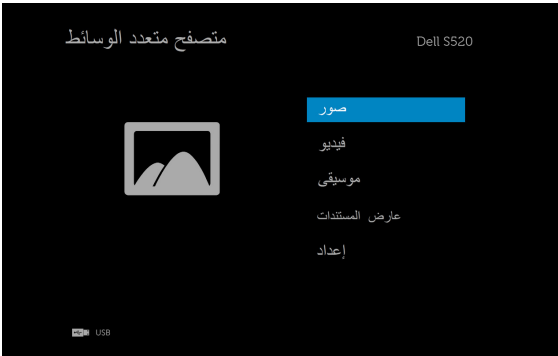 متصفح متعدد الوسائط
Dell S520
صور
فيديو
موسيقى
عارض المستندات
إعداد
USB